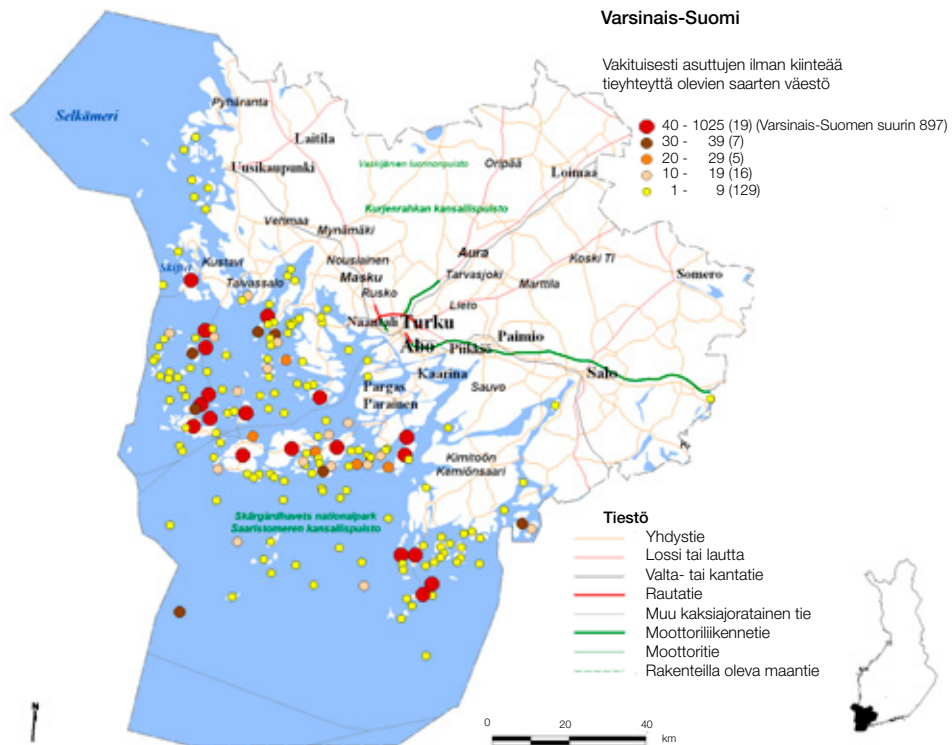 Varsinais-Suomi
Vakituisesti asuttujen ilman kiinteää
tieyhteyttä olevien saarten väestö
40 - 1025 (19) (Varsinais-Suomen suurin 897)
30 - 39 (7)
20 - 29 (5)
10 - 19 (16)
1 - 9 (129)
Selkämeri
Pyhäranta
Laitila
Uusikaupunki
Vaskijärven luonnonpuisto
Oripää
Loimaa
Kurjenrahkan kansallispuisto
Vehmaa
Mynämäki
Nousiainen
Aura
Koski Tl
Kustavi
Taivassalo
Masku
Rusko
Tarvasjoki
Marttila
Somero
Lieto
Naantali
Turku
Åbo
Piikkiö
Paimio
Kaarina
Salo
Sauvo
Pargas
Parainen
Kimitoön
Kemiönsaari
Skärgårdhavets nationalpark
Saaristomeren kansallispuisto
Tiestö
Yhdystie
Lossi tai lautta
Valta- tai kantatie
Rautatie
Muu kaksiajoratainen tie
Moottoriliikennetie
Moottoritie
Rakenteilla oleva maantie
N
0 20 40
km